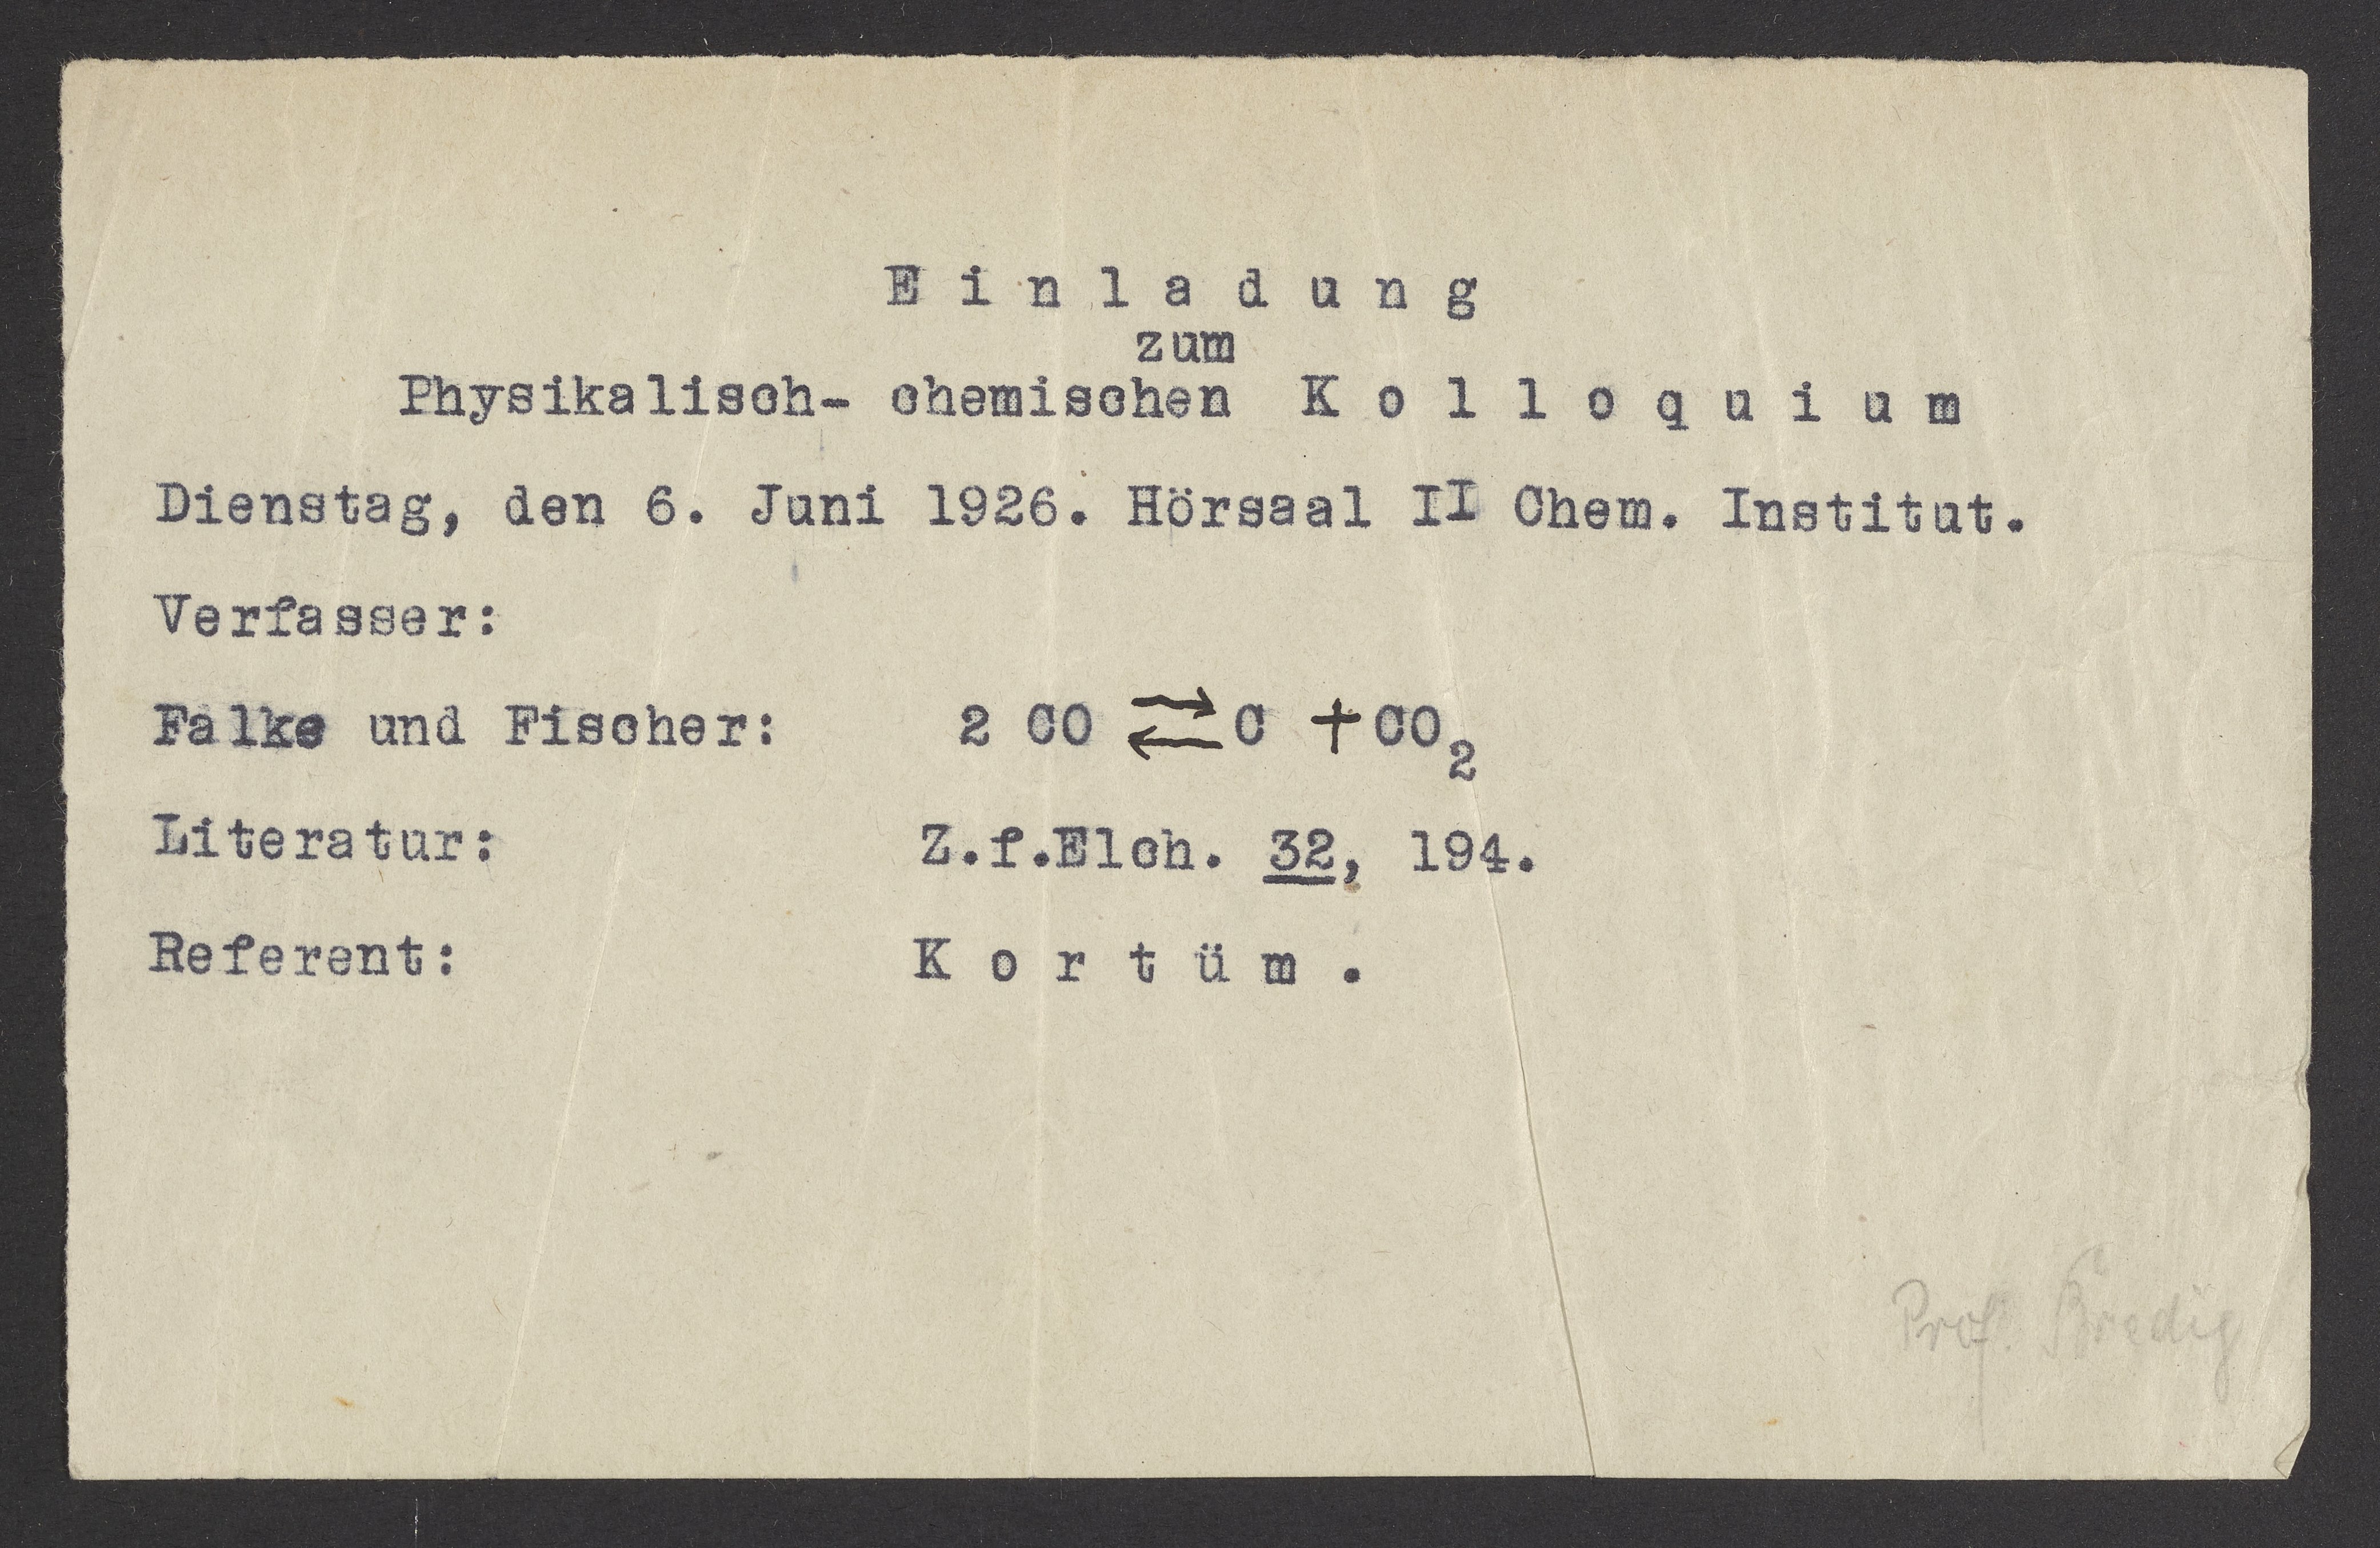 E i n l a d u n g
zum
Physikalisch- chemischen K o l l o q u i u m
Dienstag, den 6. Juni 1926. Hörsaal II Chem. Institut.
Verfasser:
Falke und Fischer: 2 CO ⇄ C + CO₂
Literatur: Z.f.Elch. 32, 194.
Referent: K o r t ü m .
Prof. Bredig